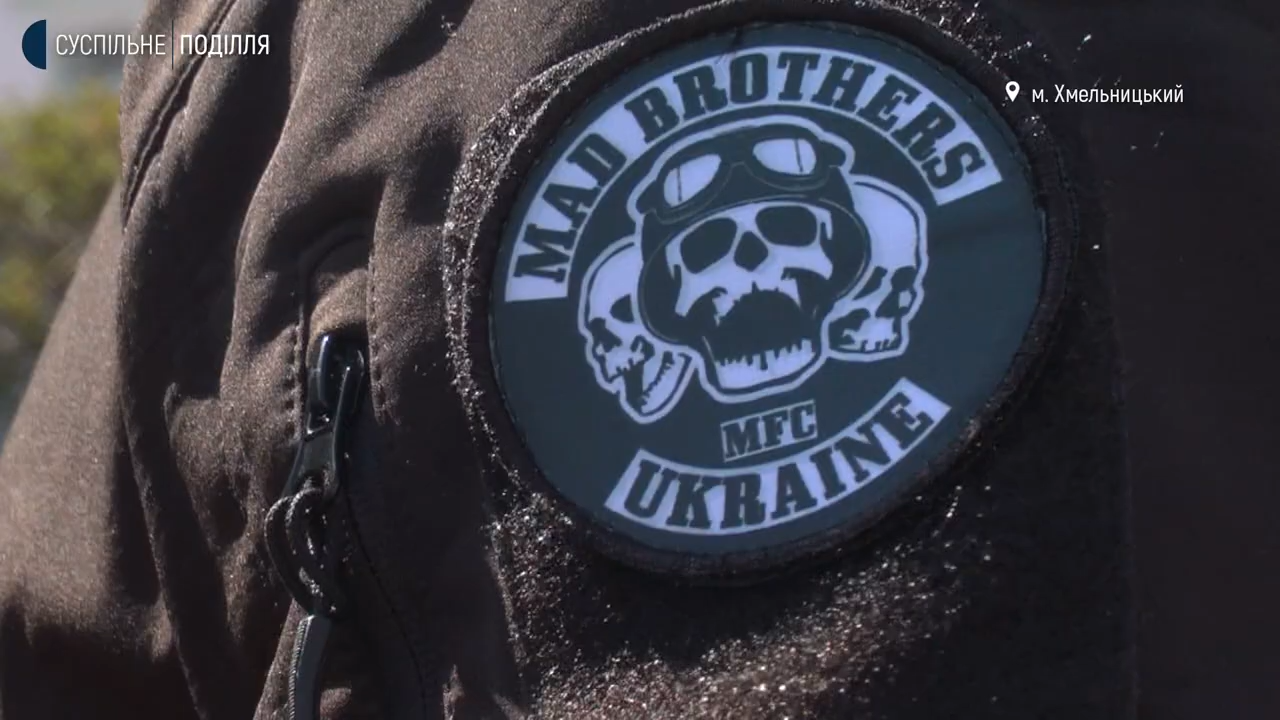 СУСПІЛЬНЕ ПОДІЛЛЯ
м. Хмельницький
MAD BROTHERS
MFC
UKRAINE